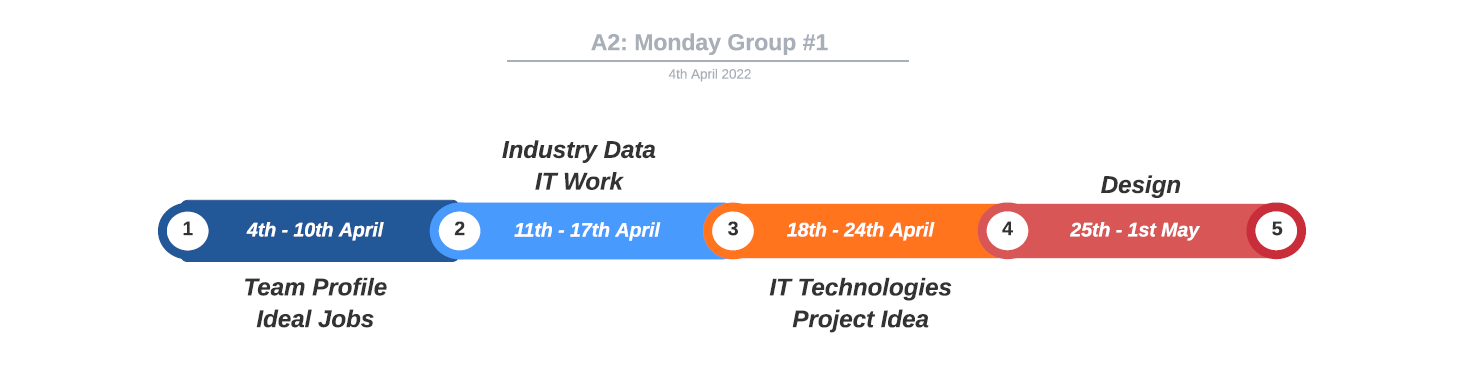 A2: Monday Group #1
4th April 2022
Industry Data
IT Work
Design
1
4th - 10th April
2
11th - 17th April
3
18th - 24th April
4
25th - 1st May
5
Team Profile
Ideal Jobs
IT Technologies
Project Idea